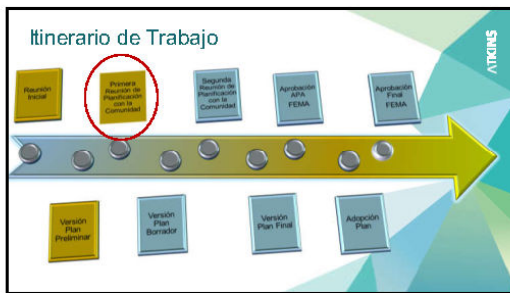 Itinerario de Trabajo
ATKINS
Reunión
Inicial
Primera
Reunión de
Planificación
con la
Comunidad
Segunda
Reunión de
Planificación
con la
Comunidad
Aprobación
APA
FEMA
Aprobación
Final
FEMA
Versión
Plan
Preliminar
Versión
Plan
Borrador
Versión
Plan Final
Adopción
Plan